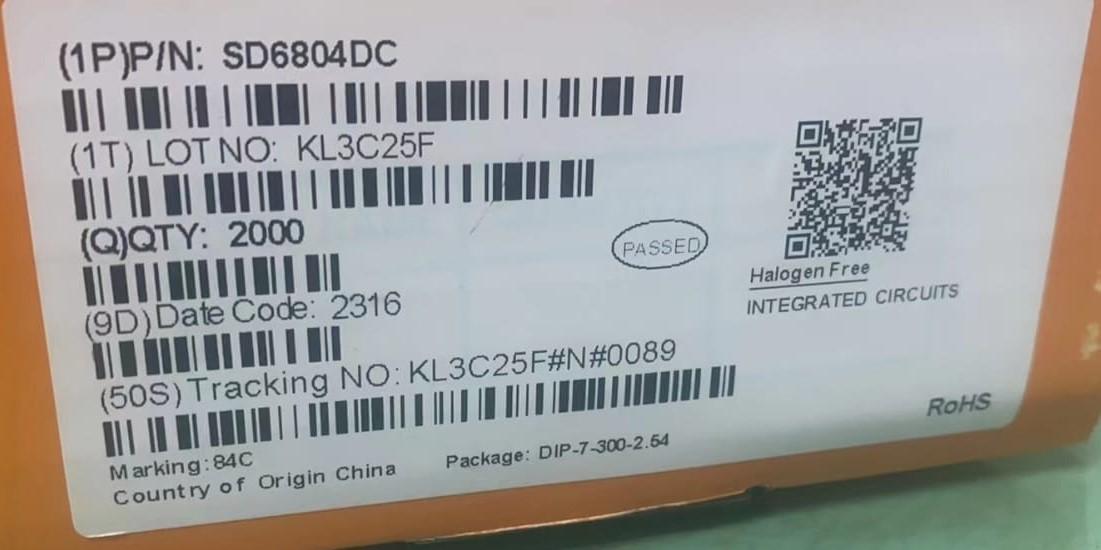 (1P)P/N: SD6804DC
(1T) LOT NO: KL3C25F
(Q)QTY: 2000
PASSED
Halogen Free
INTEGRATED CIRCUITS
(9D)Date Code: 2316
(50S) Tracking NO: KL3C25F#N#0089
RoHS
Marking:84C
Package: DIP-7-300-2.54
Country of Origin China